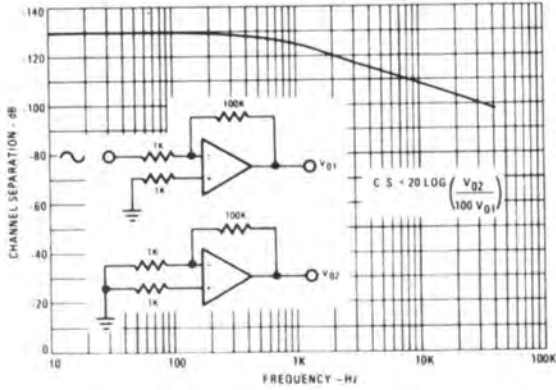 140
-120
-100
-80
-60
-40
-20
0
CHANNEL SEPARATION - dB
100K
1K
1K
V01
C S = 20 LOG (V02 / 100 V01)
100K
1K
1K
V02
10
100
1K
10K
100K
FREQUENCY - Hz